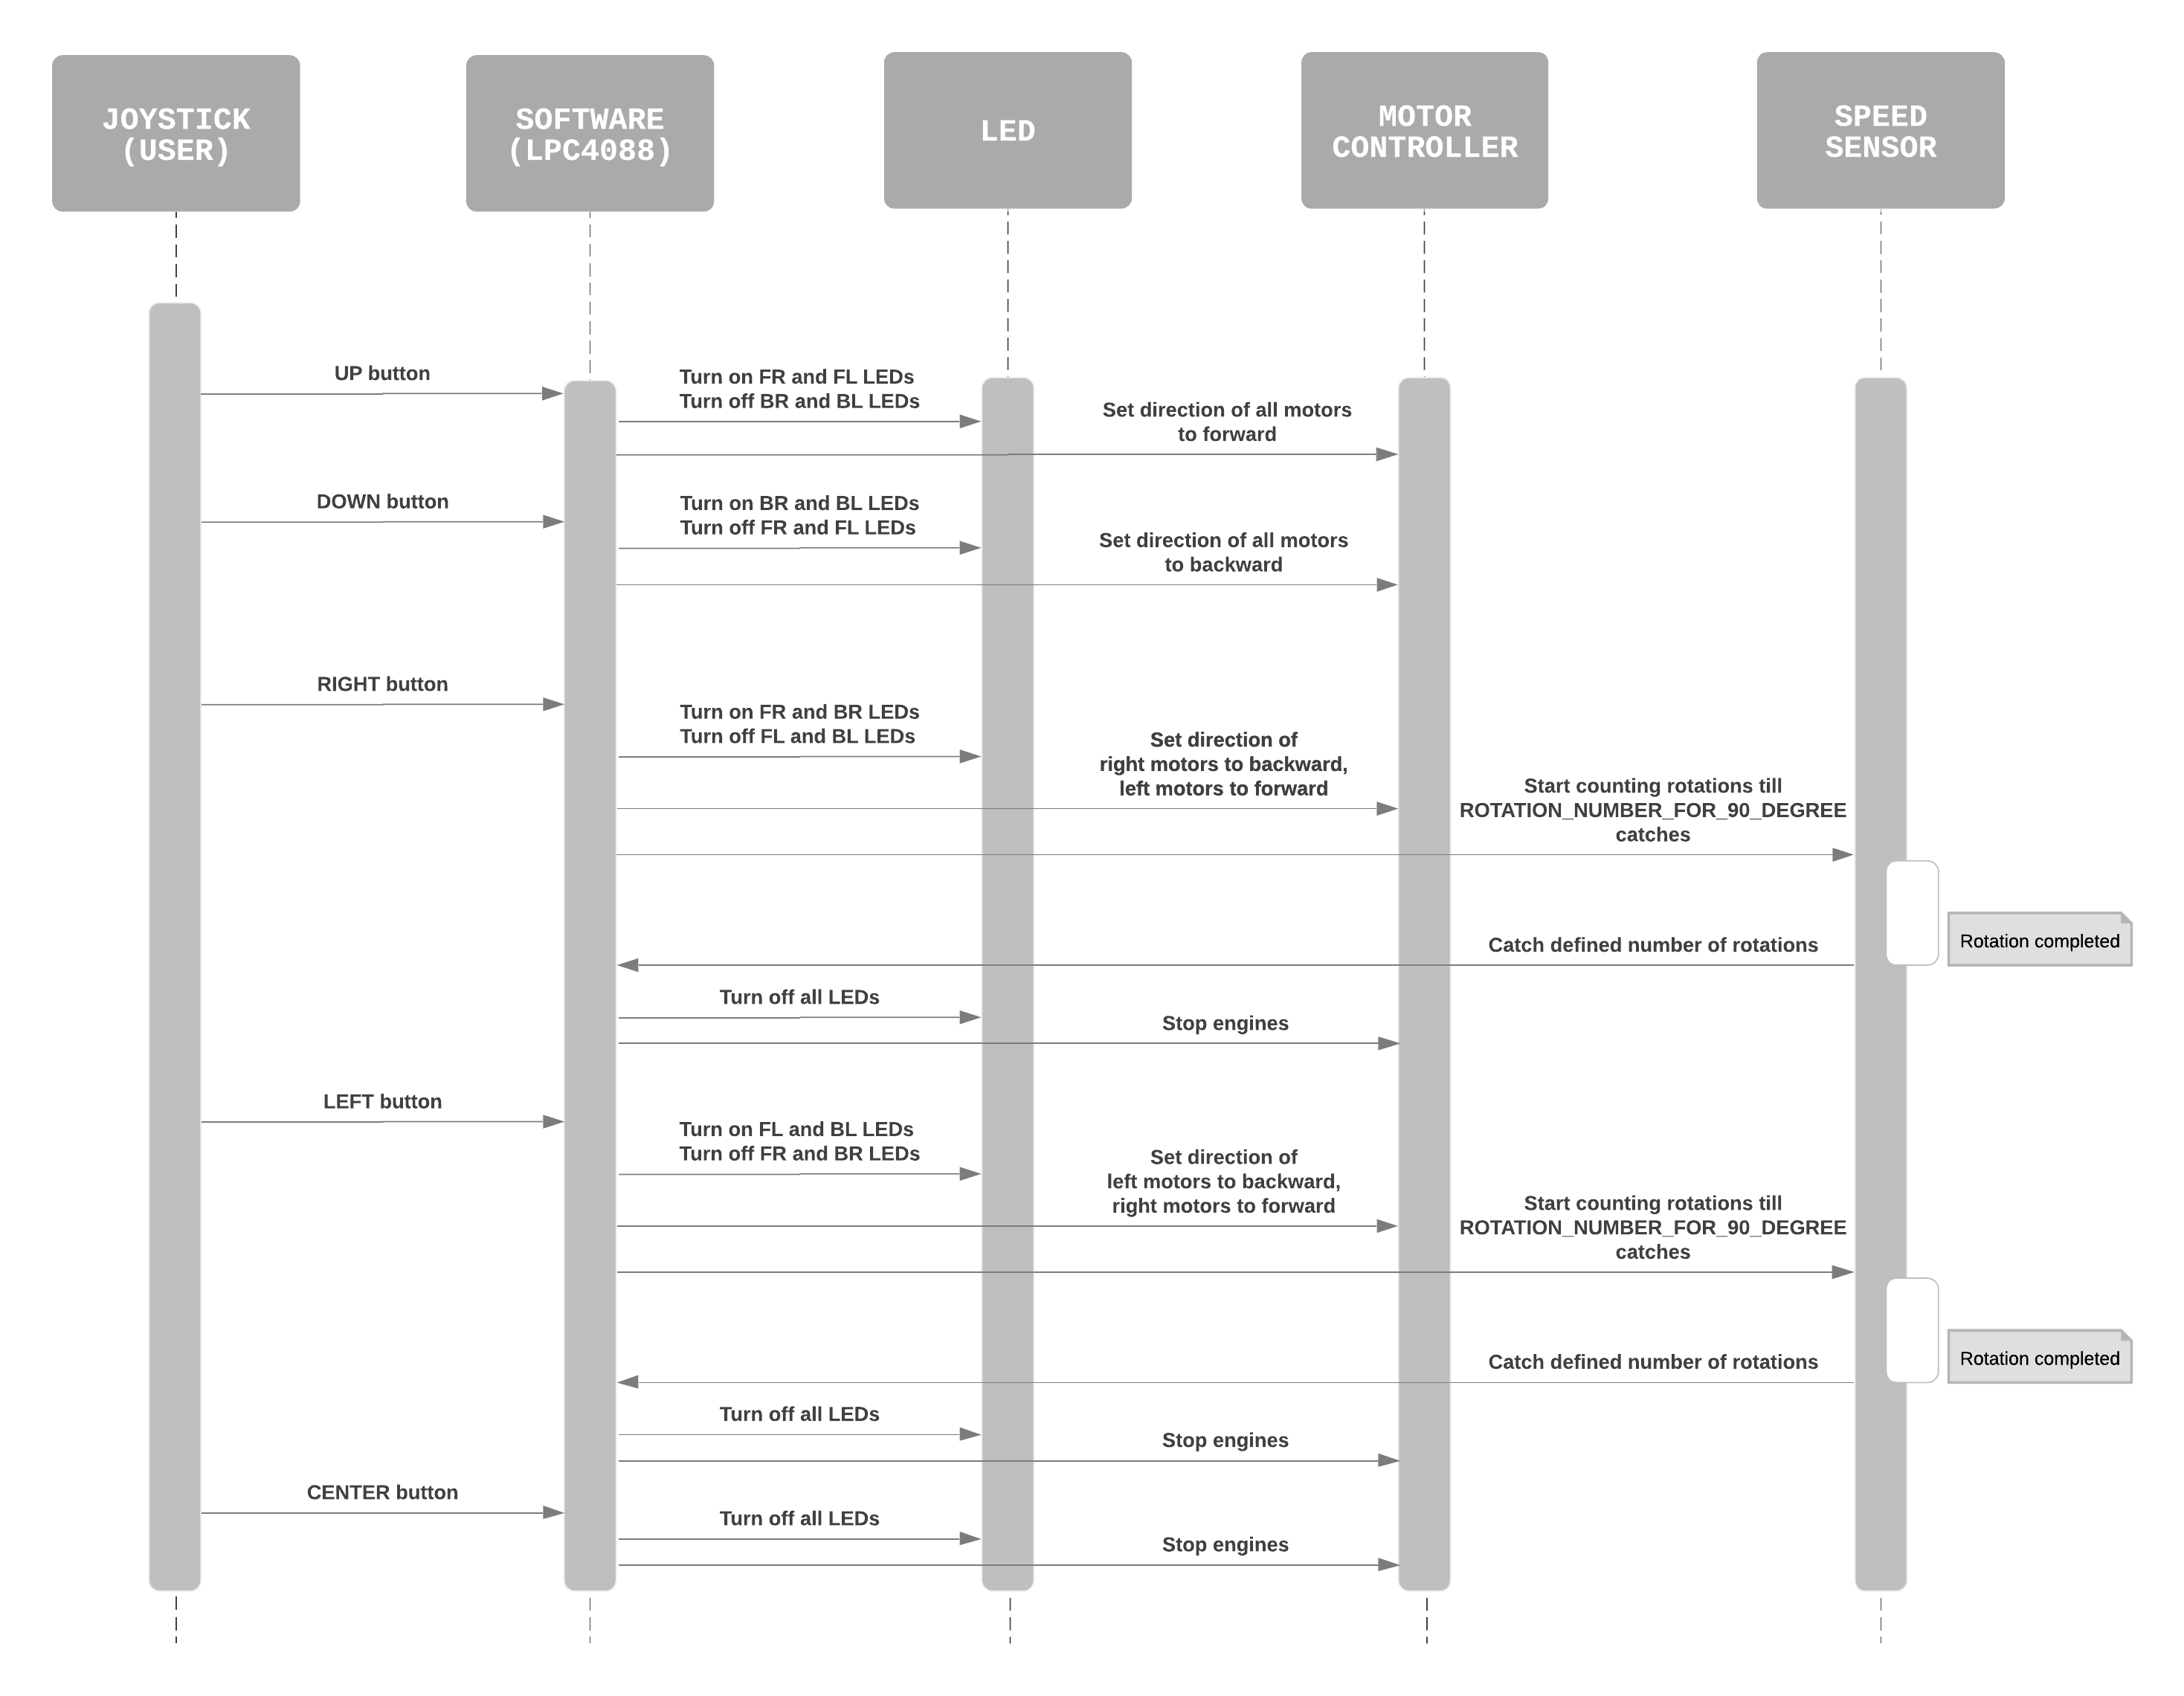 JOYSTICK
(USER)
SOFTWARE
(LPC4088)
LED
MOTOR
CONTROLLER
SPEED
SENSOR
UP button
Turn on FR and FL LEDs
Turn off BR and BL LEDs
Set direction of all motors
to forward
DOWN button
Turn on BR and BL LEDs
Turn off FR and FL LEDs
Set direction of all motors
to backward
RIGHT button
Turn on FR and BR LEDs
Turn off FL and BL LEDs
Set direction of
right motors to backward,
left motors to forward
Start counting rotations till
ROTATION_NUMBER_FOR_90_DEGREE
catches
Rotation completed
Catch defined number of rotations
Turn off all LEDs
Stop engines
LEFT button
Turn on FL and BL LEDs
Turn off FR and BR LEDs
Set direction of
left motors to backward,
right motors to forward
Start counting rotations till
ROTATION_NUMBER_FOR_90_DEGREE
catches
Rotation completed
Catch defined number of rotations
Turn off all LEDs
Stop engines
CENTER button
Turn off all LEDs
Stop engines